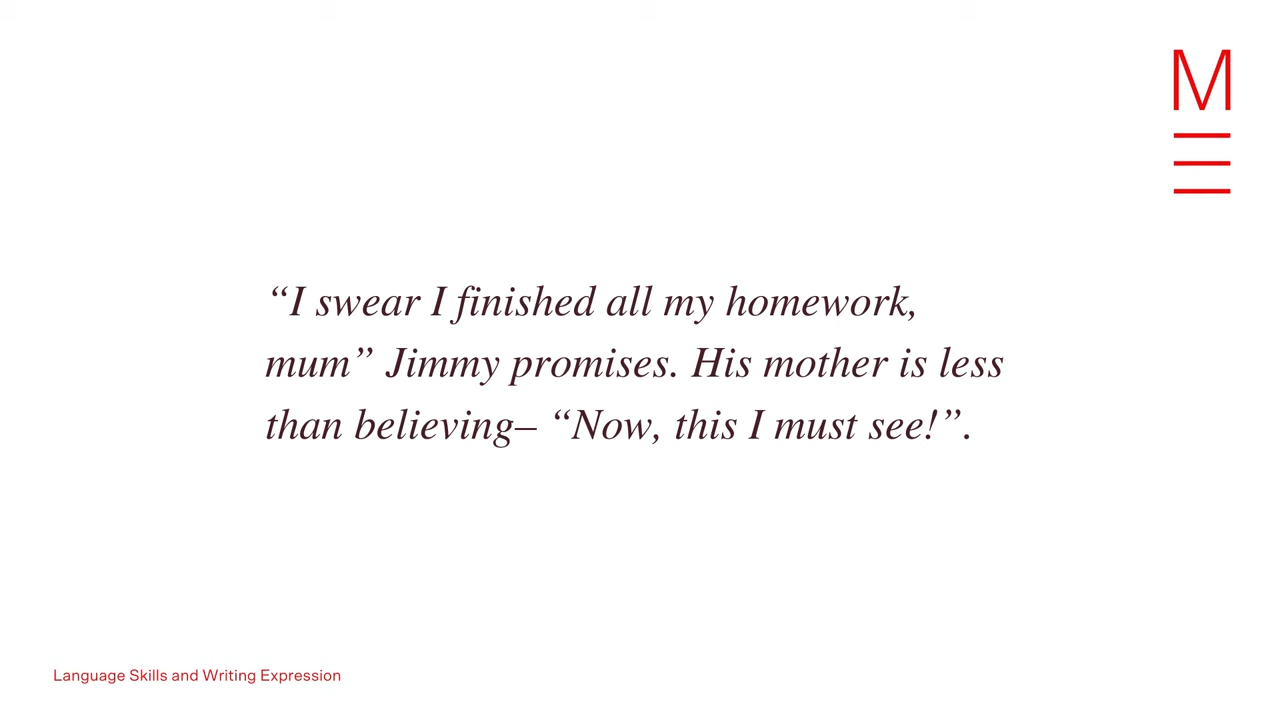 M
“I swear I finished all my homework,
mum” Jimmy promises. His mother is less
than believing– “Now, this I must see!”.
Language Skills and Writing Expression